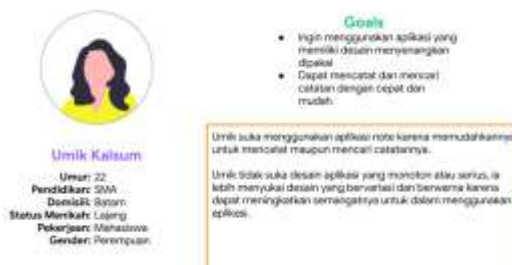 Umik Kalsum
Umur: 22
Pendidikan: SMA
Domisili: Batam
Status Menikah: Lajang
Pekerjaan: Mahasiswa
Gender: Perempuan
Goals
● Ingin menggunakan aplikasi yang
memiliki desain menyenangkan
dipakai
● Dapat mencatat dan mencari
catatan dengan cepat dan
mudah.
Umik suka menggunakan aplikasi note karena memudahkannya
untuk mencatat maupun mencari catatannya.
Umik tidak suka desain aplikasi yang monoton atau serius, ia
lebih menyukai desain yang bervariasi dan berwarna karena
dapat meningkatkan semangatnya untuk dalam menggunakan
aplikasi.